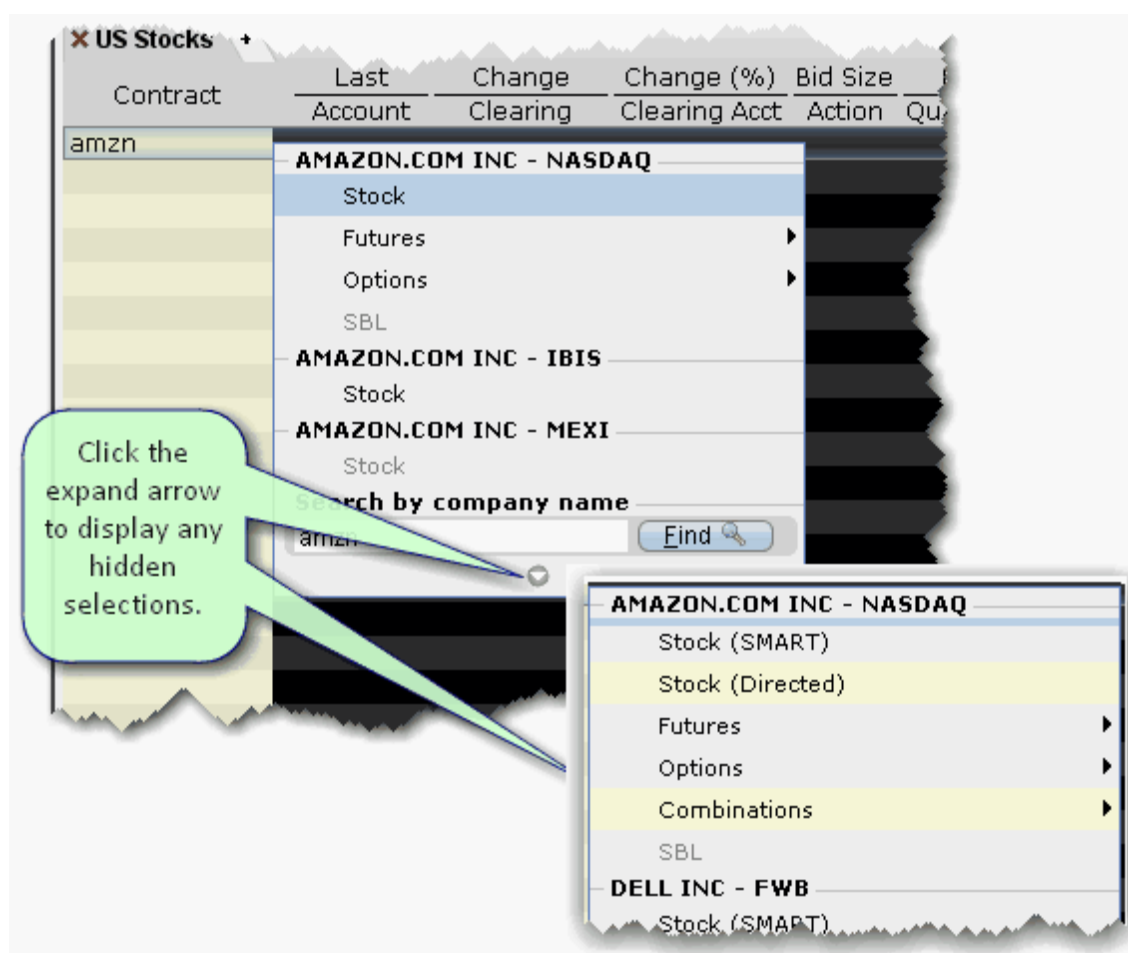 US Stocks +
Contract
Last Change Change (%) Bid Size
Account Clearing Clearing Acct Action
amzn
AMAZON.COM INC - NASDAQ
Stock
Futures
Options
SBL
AMAZON.COM INC - IBIS
Stock
AMAZON.COM INC - MEXI
Stock
Search by company name
amzn Find
Click the
expand arrow
to display any
hidden
selections.
AMAZON.COM INC - NASDAQ
Stock (SMART)
Stock (Directed)
Futures
Options
Combinations
SBL
DELL INC - FWB
Stock (SMART)